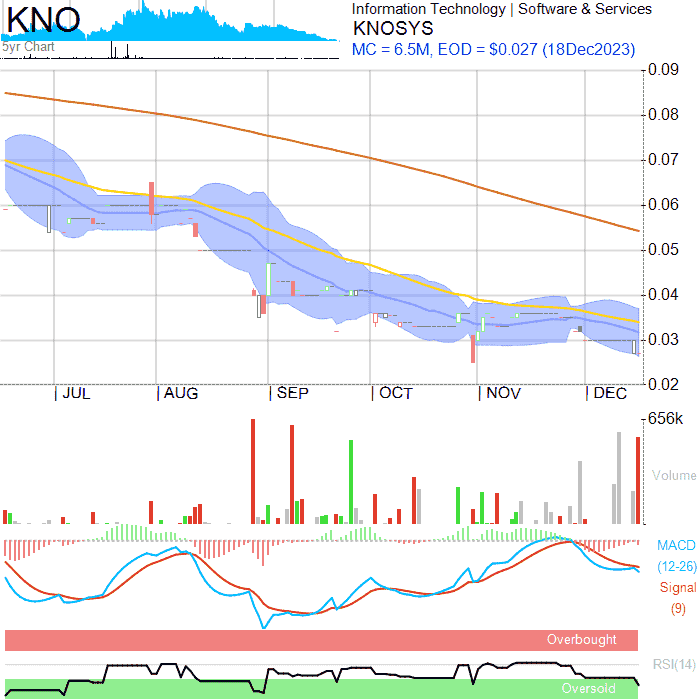 KNO
5yr Chart
Information Technology | Software & Services
KNOSYS
MC = 6.5M, EOD = $0.027 (18Dec2023)
0.09
0.08
0.07
0.06
0.05
0.04
0.03
0.02
JUL
AUG
SEP
OCT
NOV
DEC
656k
Volume
MACD
(12-26)
Signal
(9)
Overbought
RSI(14)
Oversoid